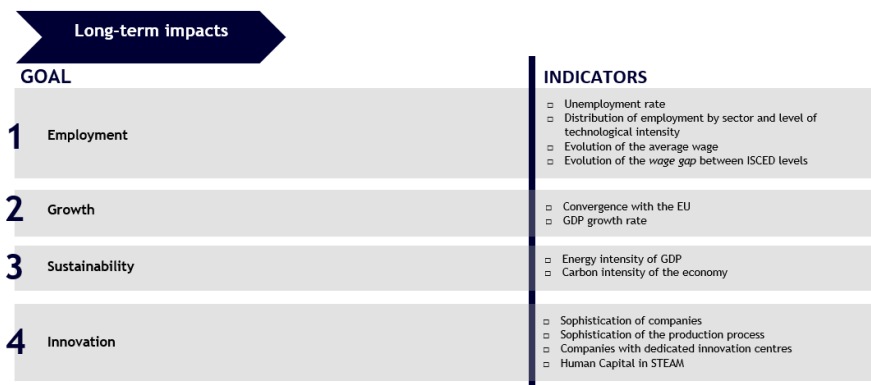 Long-term impacts
GOAL
INDICATORS
1
Employment
□ Unemployment rate
□ Distribution of employment by sector and level of
technological intensity
□ Evolution of the average wage
□ Evolution of the wage gap between ISCED levels
2
Growth
□ Convergence with the EU
□ GDP growth rate
3
Sustainability
□ Energy intensity of GDP
□ Carbon intensity of the economy
4
Innovation
□ Sophistication of companies
□ Sophistication of the production process
□ Companies with dedicated innovation centres
□ Human Capital in STEAM